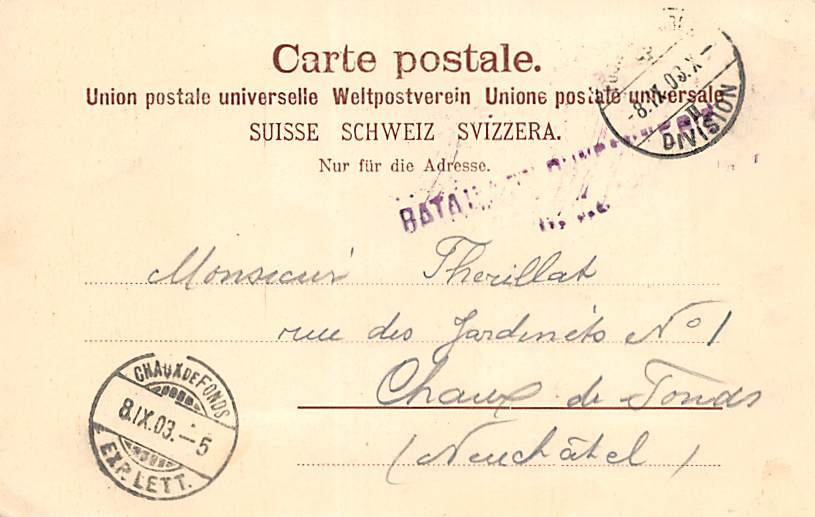 Carte postale.
Union postale universelle Weltpostverein Unione postale universale
SUISSE SCHWEIZ SVIZZERA.
Nur für die Adresse.
-8.IX.03.X-
II
DIVISION
Monsieur Therillat
rue des Jardinets No 1
Chaux de Fonds
(Neuchâtel)
CHAUX DE FONDS
8.IX.03.-5
EXP. LETT.